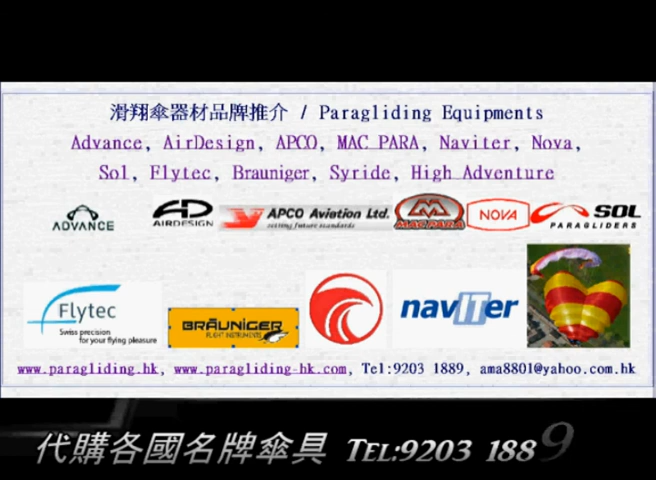 滑翔傘器材品牌推介 / Paragliding Equipments
Advance, AirDesign, APCO, MAC PARA, Naviter, Nova,
Sol, Flytec, Brauniger, Syride, High Adventure
ADVANCE
AIRDESIGN
APCO Aviation Ltd.
setting future standards
MAC PARA
NOVA
SOL
PARAGLIDERS
Flytec
Swiss precision
for your flying pleasure
BRÄUNIGER
FLIGHT INSTRUMENTS
naviter
www.paragliding.hk, www.paragliding-hk.com, Tel:9203 1889, ama8801@yahoo.com.hk
代購各國名牌傘具 TEL:9203 1889